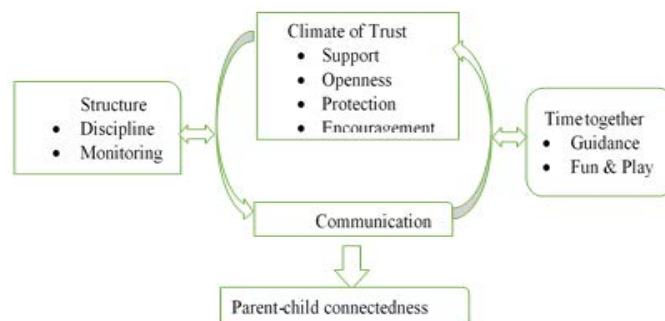 Climate of Trust
• Support
• Openness
• Protection
• Encouragement
Structure
• Discipline
• Monitoring
Time together
• Guidance
• Fun & Play
Communication
Parent-child connectedness